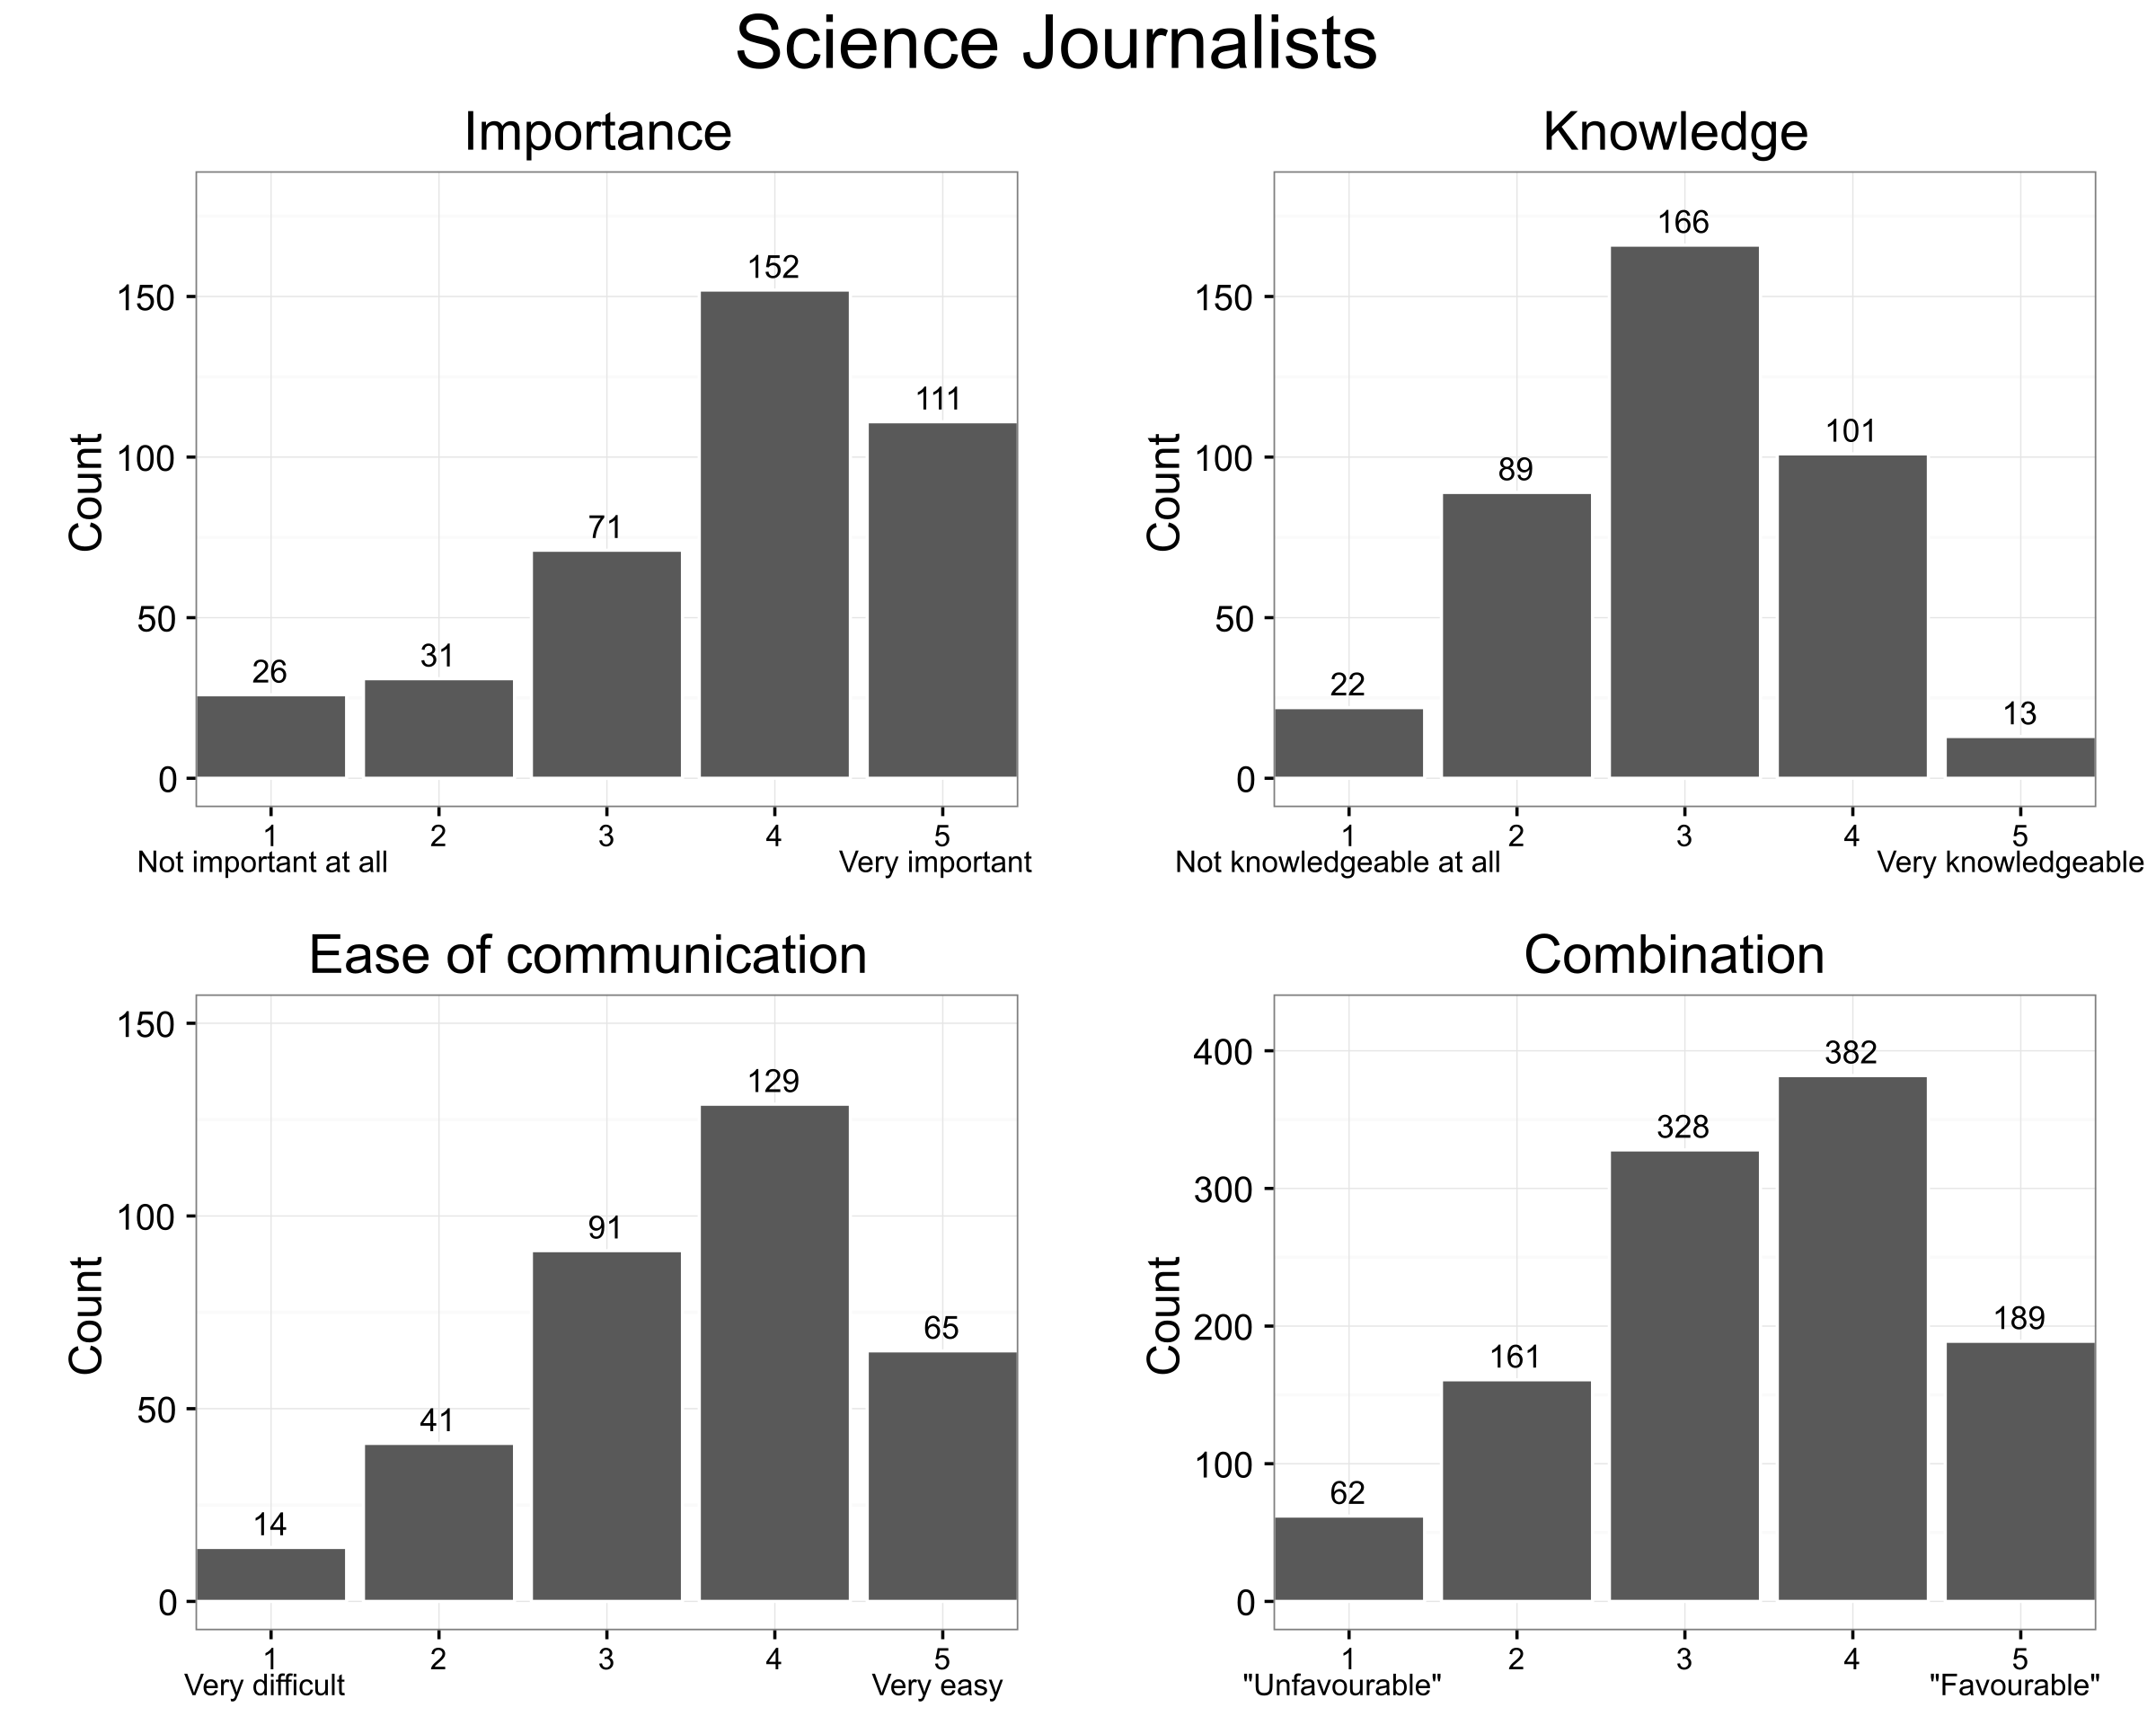 Science Journalists
Importance
Count
150
100
50
0
26
31
71
152
111
1 2 3 4 5
Not important at all Very important
Knowledge
Count
150
100
50
0
22
89
166
101
13
1 2 3 4 5
Not knowledgeable at all Very knowledgeable
Ease of communication
Count
150
100
50
0
14
41
91
129
65
1 2 3 4 5
Very difficult Very easy
Combination
Count
400
300
200
100
0
62
161
328
382
189
1 2 3 4 5
"Unfavourable" "Favourable"